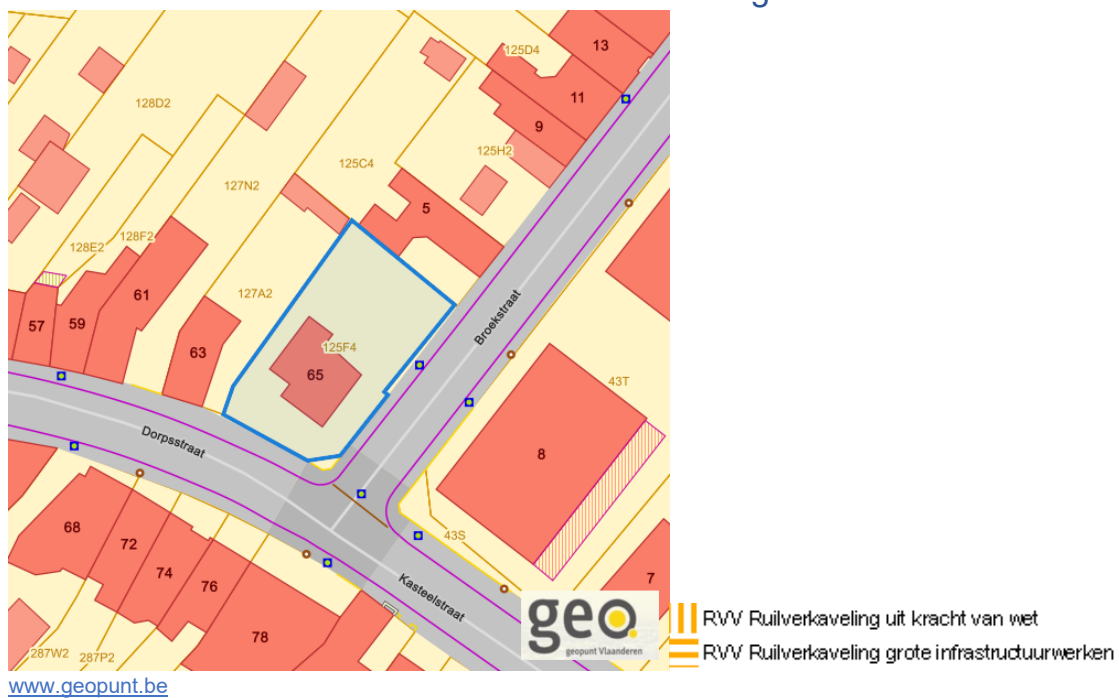 13
125D4
11
128D2
9
125H2
125C4
127N2
5
128F2
128E2
61
127A2
Broekstraat
57
59
63
125F4
65
43T
Dorpsstraat
8
68
72
43S
74
76
7
Kasteelstraat
78
287W2
287P2
geo
geopunt Vlaanderen
RVV Ruilverkaveling uit kracht van wet
RVV Ruilverkaveling grote infrastructuurwerken
www.geopunt.be